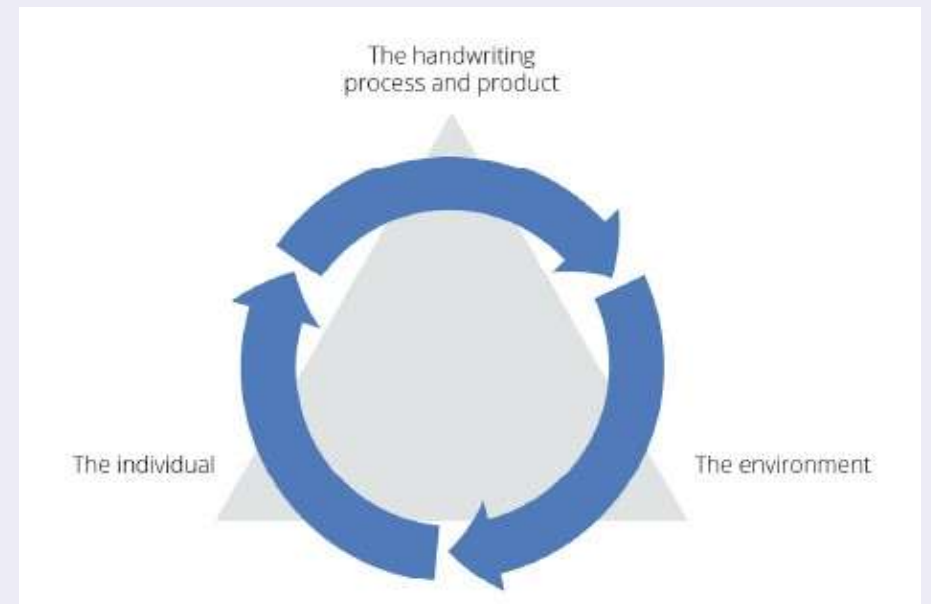 The handwriting
process and product
The individual
The environment